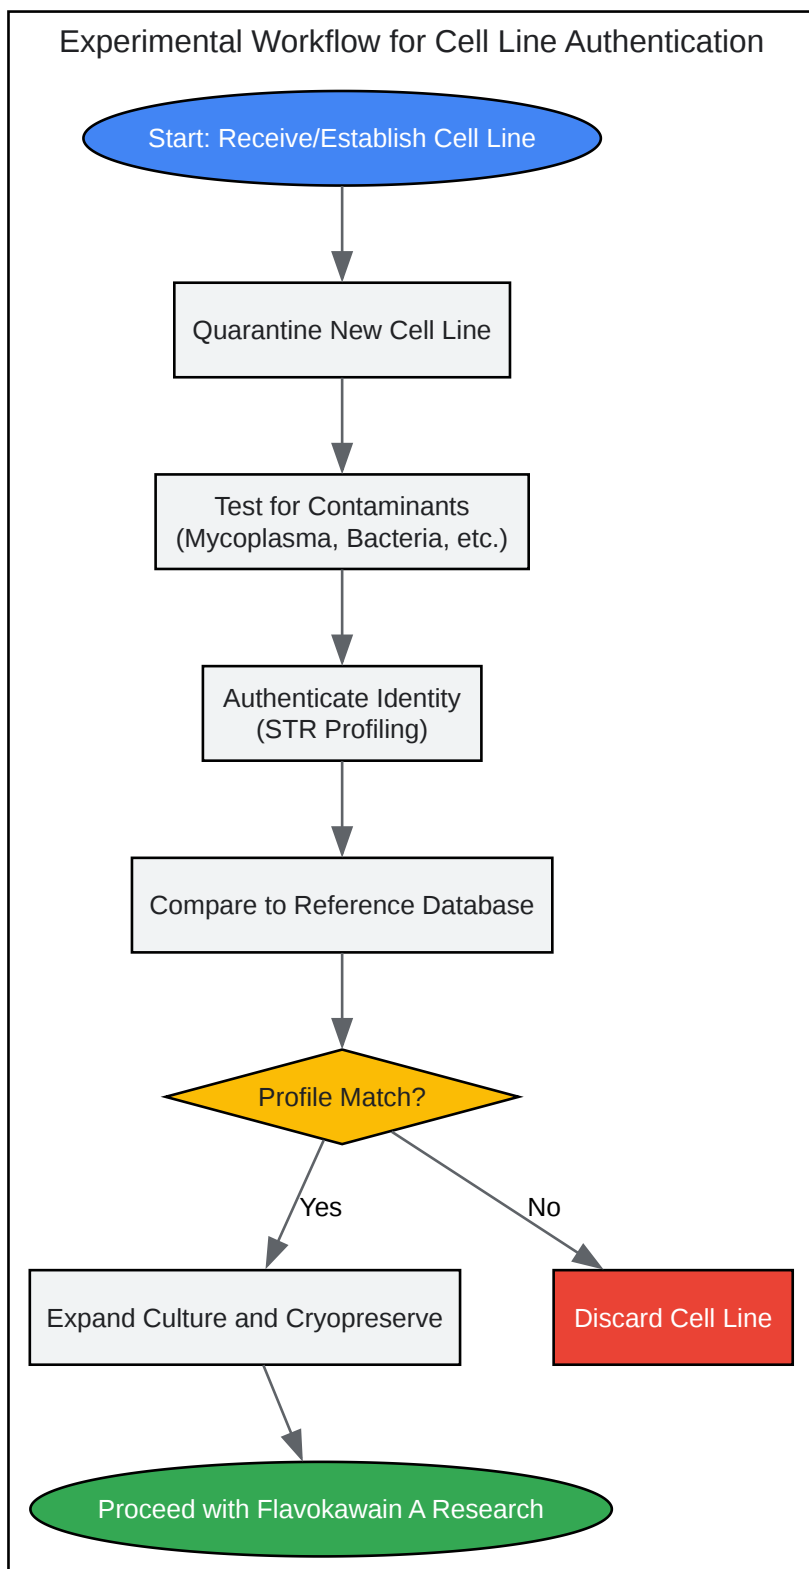 Experimental Workflow for Cell Line Authentication
Start: Receive/Establish Cell Line
Quarantine New Cell Line
Test for Contaminants
(Mycoplasma, Bacteria, etc.)
Authenticate Identity
(STR Profiling)
Compare to Reference Database
Profile Match?
Yes
No
Expand Culture and Cryopreserve
Discard Cell Line
Proceed with Flavokawain A Research